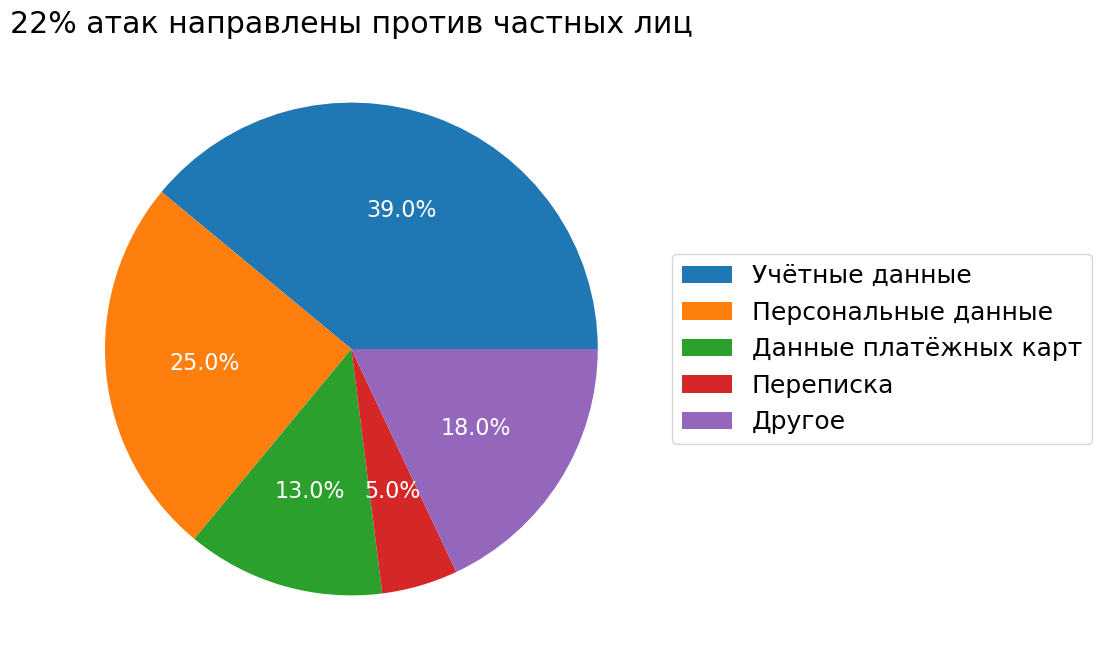 22% атак направлены против частных лиц
39.0%
25.0%
13.0%
5.0%
18.0%
Учётные данные
Персональные данные
Данные платёжных карт
Переписка
Другое